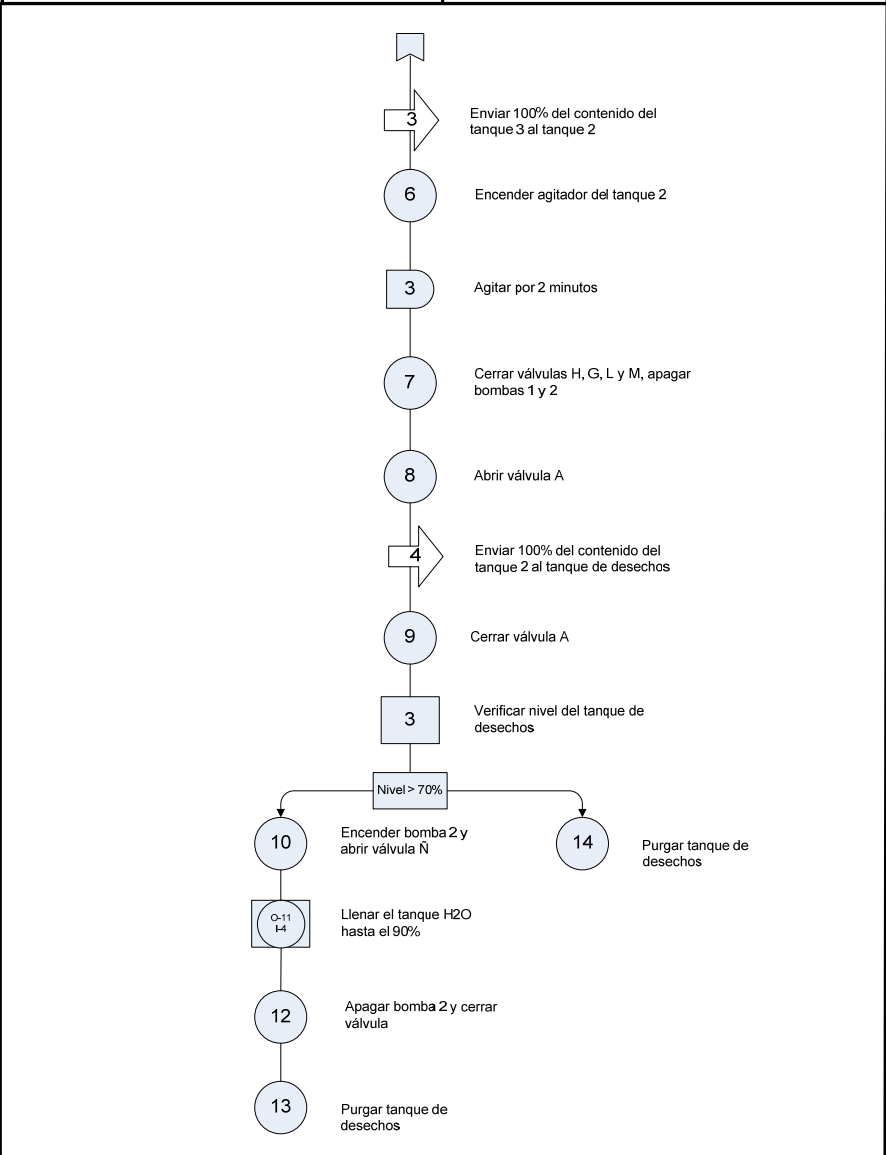 3
Enviar 100% del contenido del
tanque 3 al tanque 2
6
Encender agitador del tanque 2
3
Agitar por 2 minutos
7
Cerrar válvulas H, G, L y M, apagar
bombas 1 y 2
8
Abrir válvula A
4
Enviar 100% del contenido del
tanque 2 al tanque de desechos
9
Cerrar válvula A
3
Verificar nivel del tanque de
desechos
Nivel > 70%
10
Encender bomba 2 y
abrir válvula Ñ
14
Purgar tanque de
desechos
O-11
I-4
Llenar el tanque H2O
hasta el 90%
12
Apagar bomba 2 y cerrar
válvula
13
Purgar tanque de
desechos